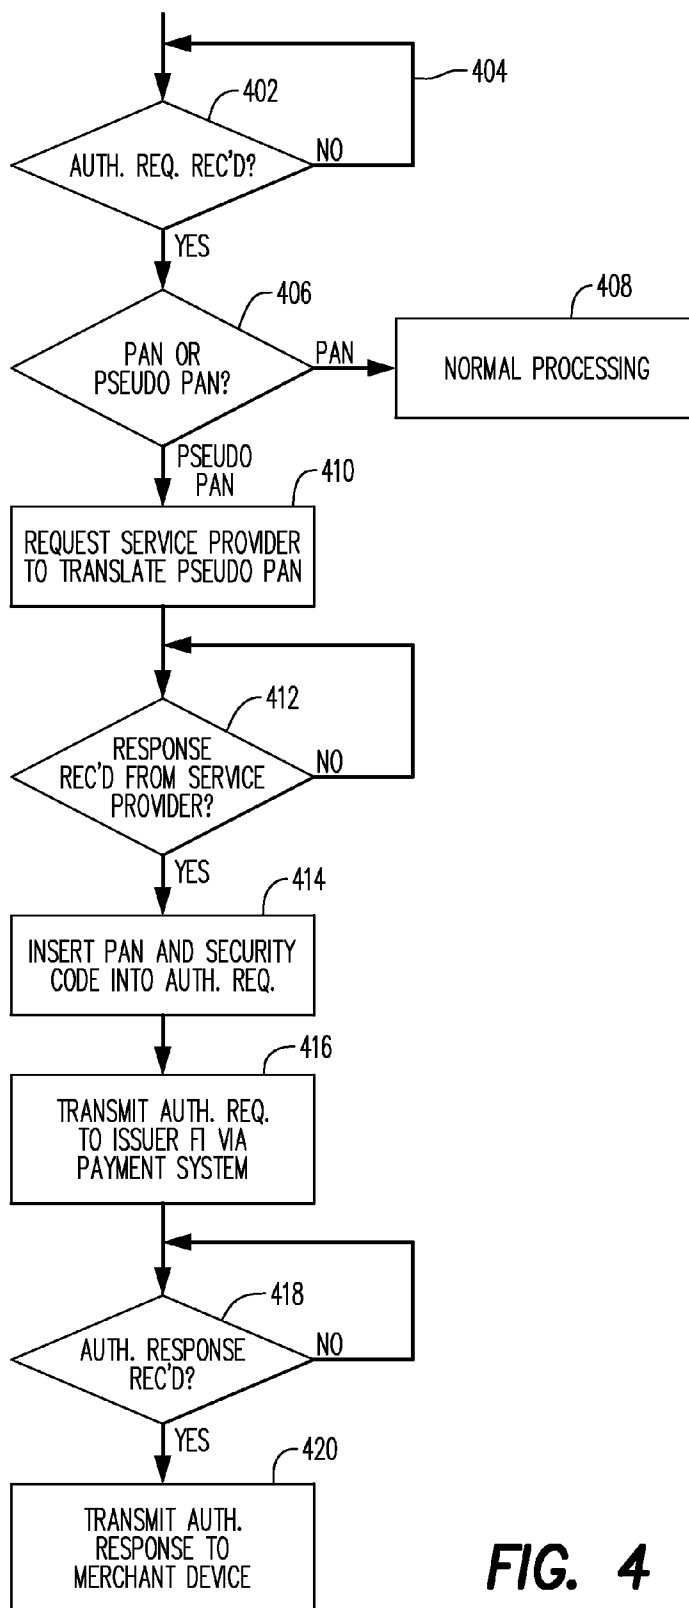 404
402
AUTH. REQ. REC'D?
NO
YES
406
408
PAN OR
PSEUDO PAN?
PAN
NORMAL PROCESSING
PSEUDO
PAN
410
REQUEST SERVICE PROVIDER
TO TRANSLATE PSEUDO PAN
412
RESPONSE
REC'D FROM SERVICE
PROVIDER?
NO
YES
414
INSERT PAN AND SECURITY
CODE INTO AUTH. REQ.
416
TRANSMIT AUTH. REQ.
TO ISSUER FI VIA
PAYMENT SYSTEM
418
AUTH. RESPONSE
REC'D?
NO
YES
420
TRANSMIT AUTH.
RESPONSE TO
MERCHANT DEVICE
FIG. 4